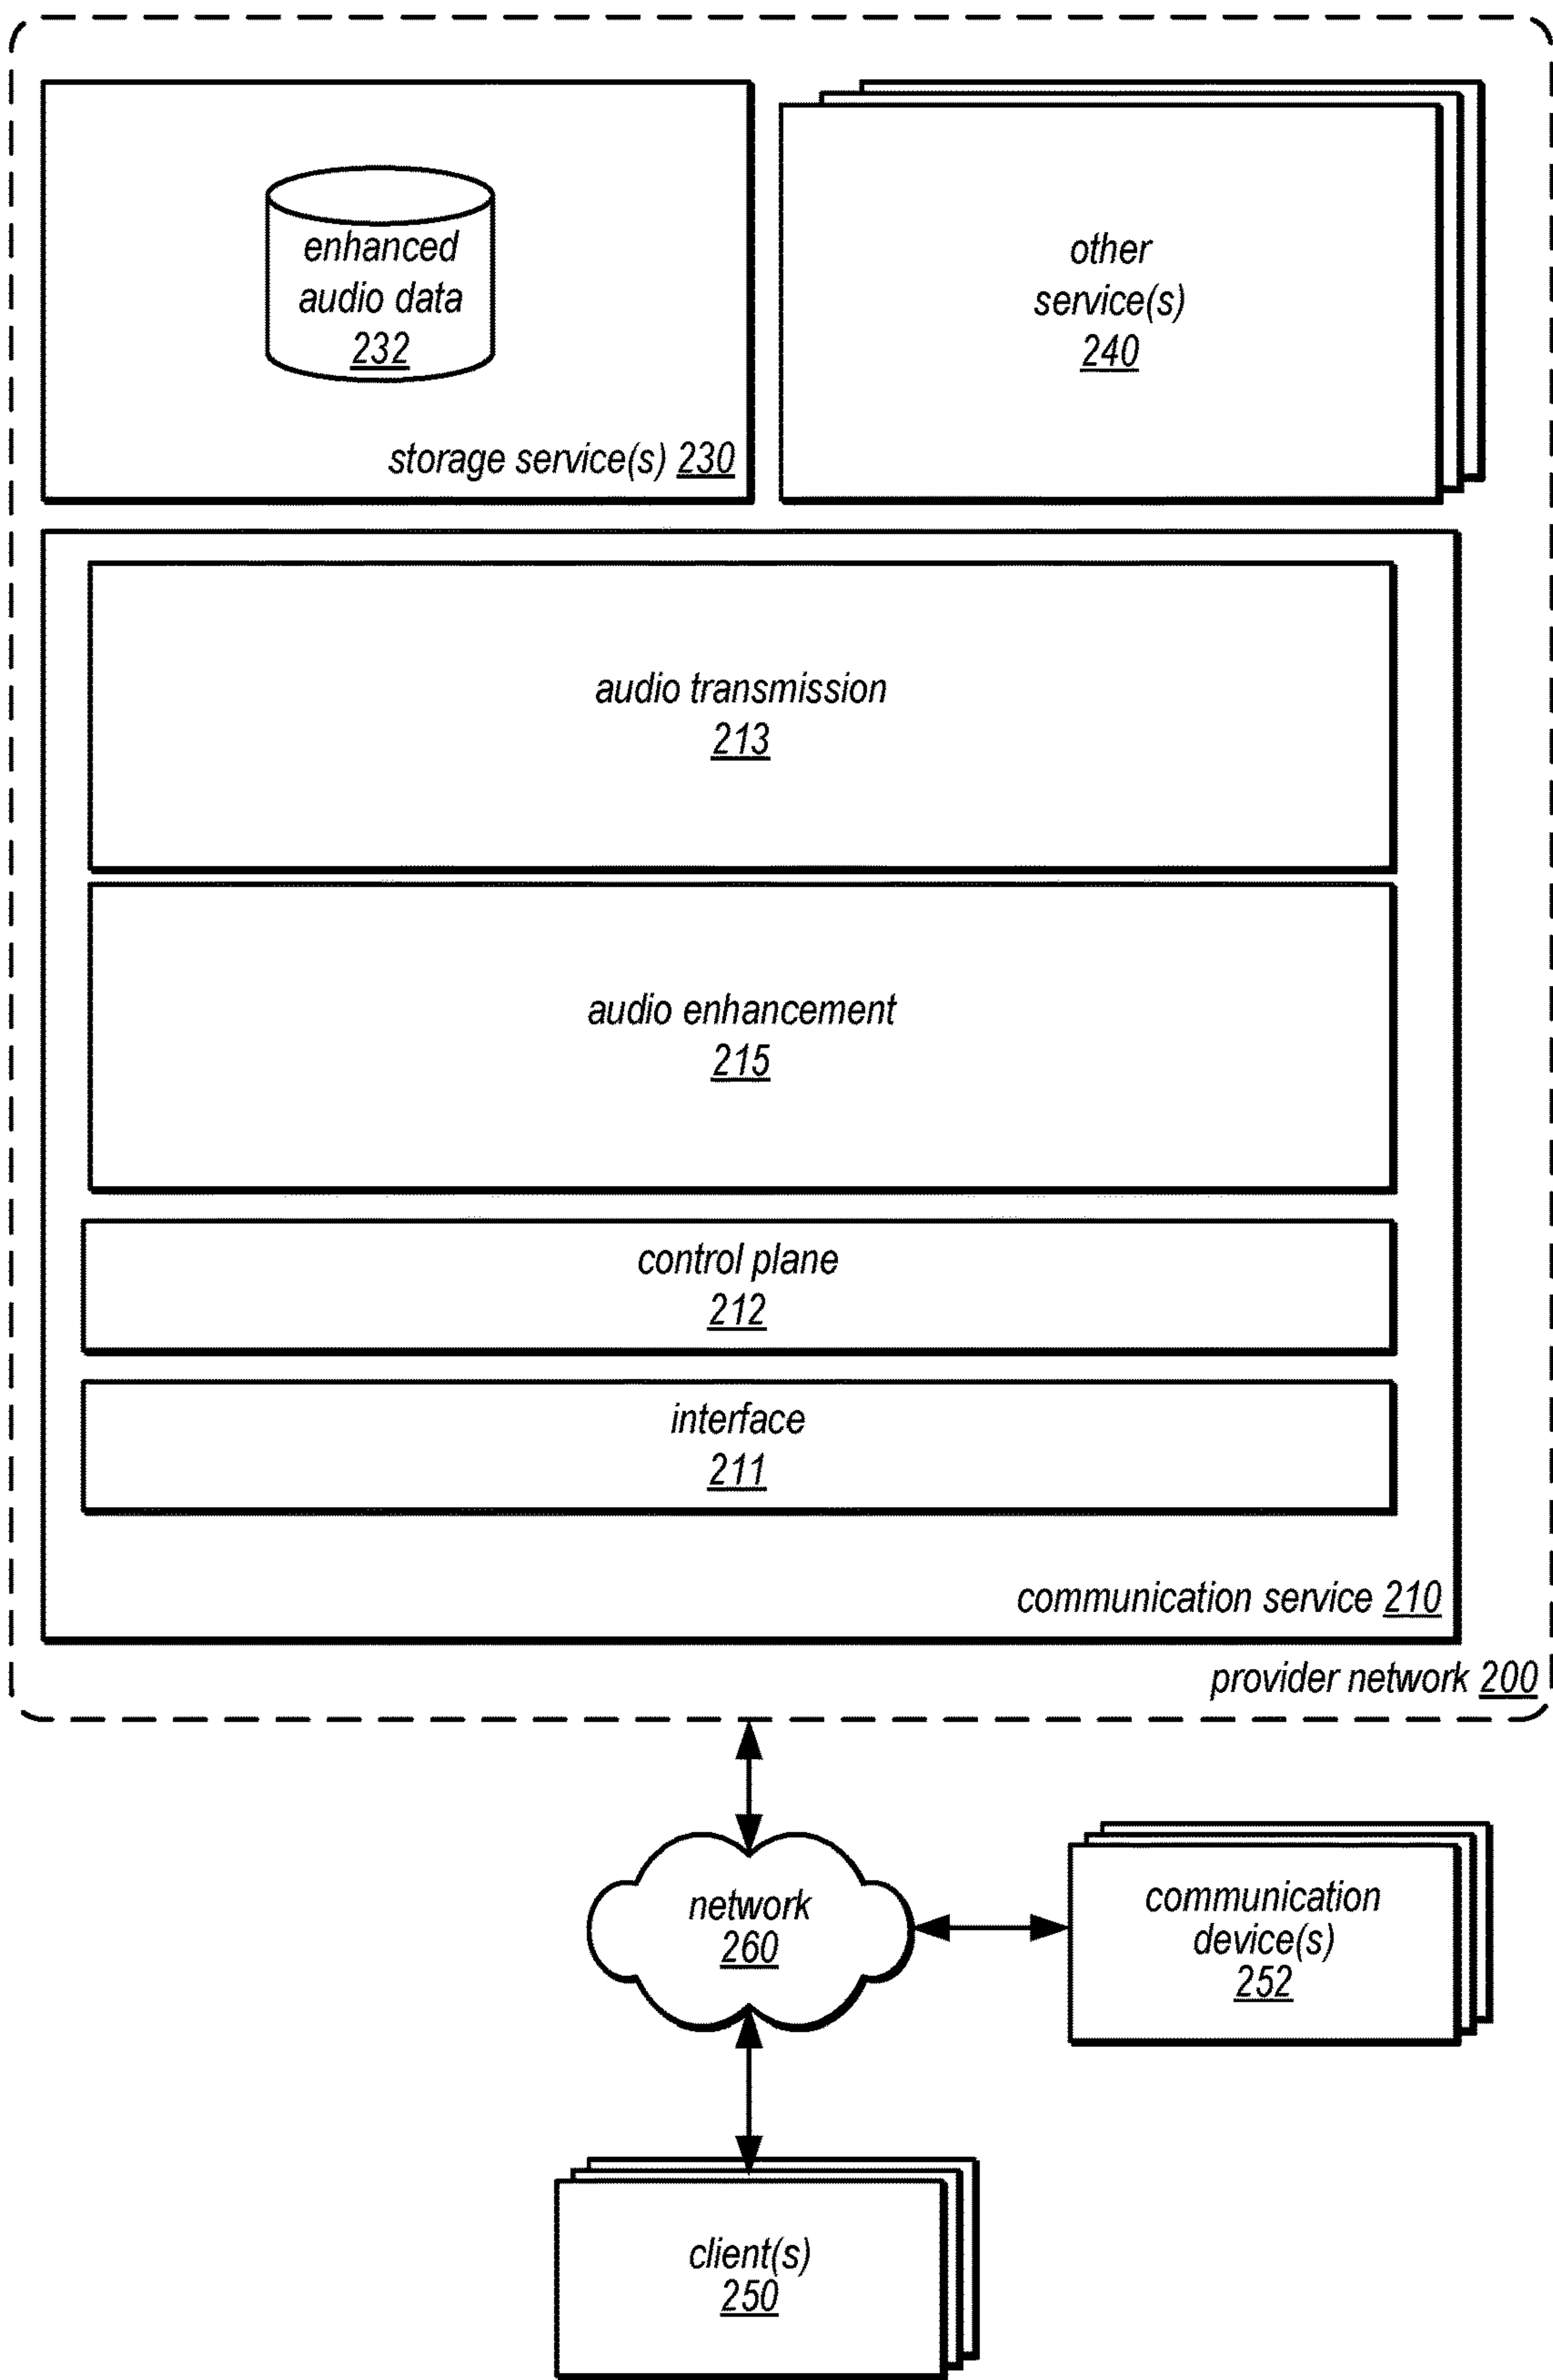 enhanced
audio data
232
storage service(s) 230
other
service(s)
240
audio transmission
213
audio enhancement
215
control plane
212
interface
211
communication service 210
provider network 200
network
260
communication
device(s)
252
client(s)
250